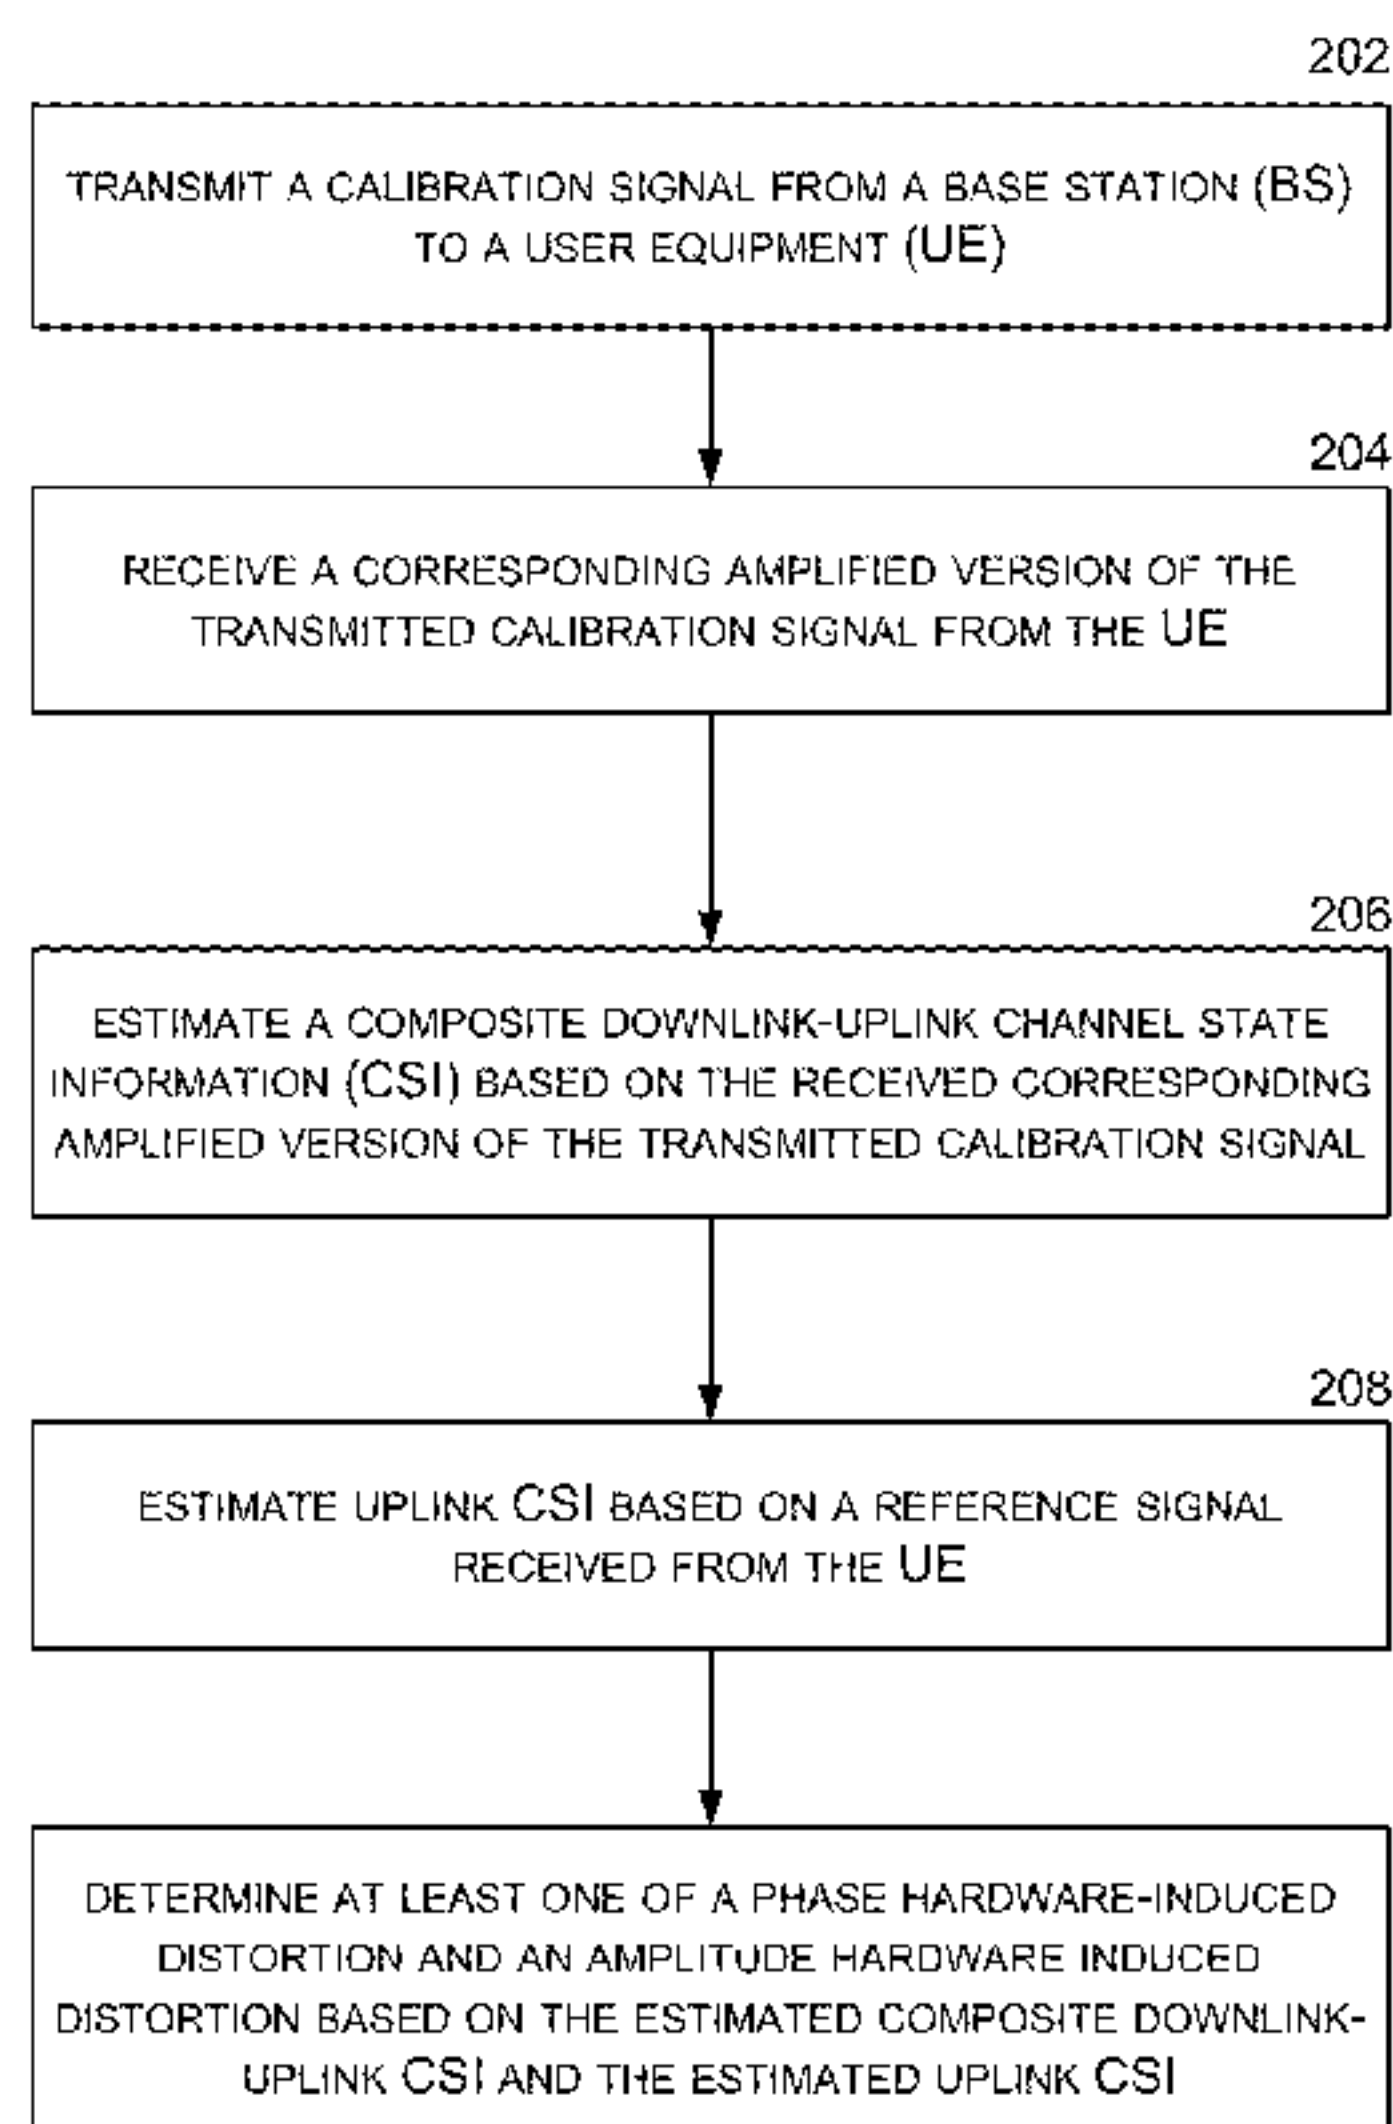 202
TRANSMIT A CALIBRATION SIGNAL FROM A BASE STATION (BS)
TO A USER EQUIPMENT (UE)
204
RECEIVE A CORRESPONDING AMPLIFIED VERSION OF THE
TRANSMITTED CALIBRATION SIGNAL FROM THE UE
206
ESTIMATE A COMPOSITE DOWNLINK-UPLINK CHANNEL STATE
INFORMATION (CSI) BASED ON THE RECEIVED CORRESPONDING
AMPLIFIED VERSION OF THE TRANSMITTED CALIBRATION SIGNAL
208
ESTIMATE UPLINK CSI BASED ON A REFERENCE SIGNAL
RECEIVED FROM THE UE
DETERMINE AT LEAST ONE OF A PHASE HARDWARE-INDUCED
DISTORTION AND AN AMPLITUDE HARDWARE INDUCED
DISTORTION BASED ON THE ESTIMATED COMPOSITE DOWNLINK-
UPLINK CSI AND THE ESTIMATED UPLINK CSI